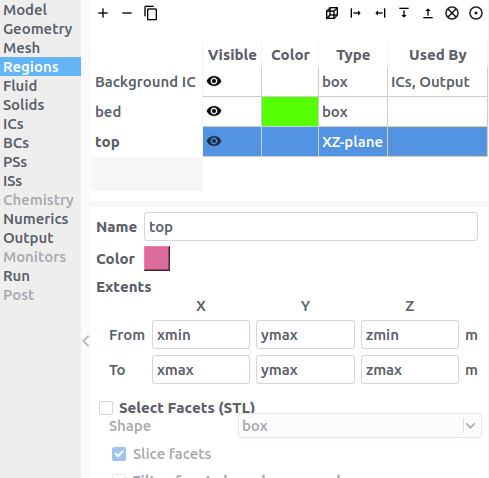 Model
Geometry
Mesh
Regions
Fluid
Solids
ICs
BCs
PSs
ISs
Chemistry
Numerics
Output
Monitors
Run
Post
Visible Color Type Used By
Background IC box ICs, Output
bed box
top XZ-plane
Name top
Color
Extents
X Y Z
From xmin ymax zmin m
To xmax ymax zmax m
Select Facets (STL)
Shape box
Slice facets